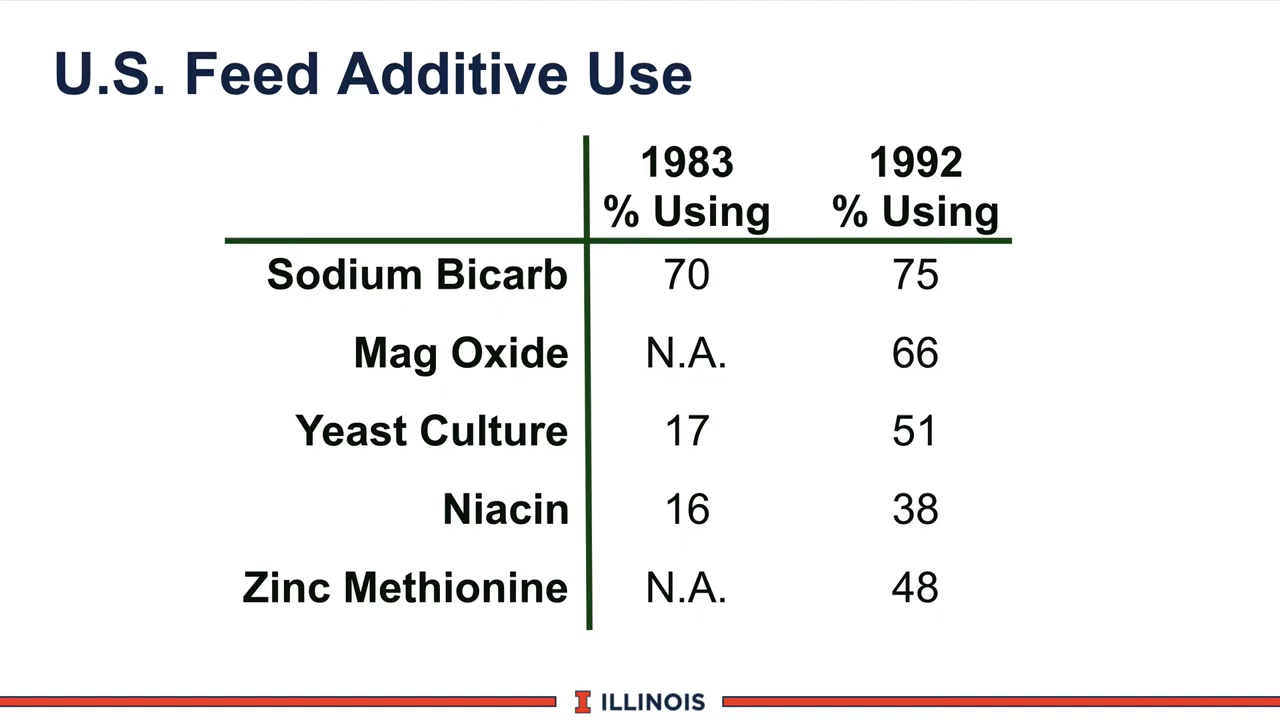 U.S. Feed Additive Use
1983 1992
% Using % Using
Sodium Bicarb 70 75
Mag Oxide N.A. 66
Yeast Culture 17 51
Niacin 16 38
Zinc Methionine N.A. 48
I ILLINOIS